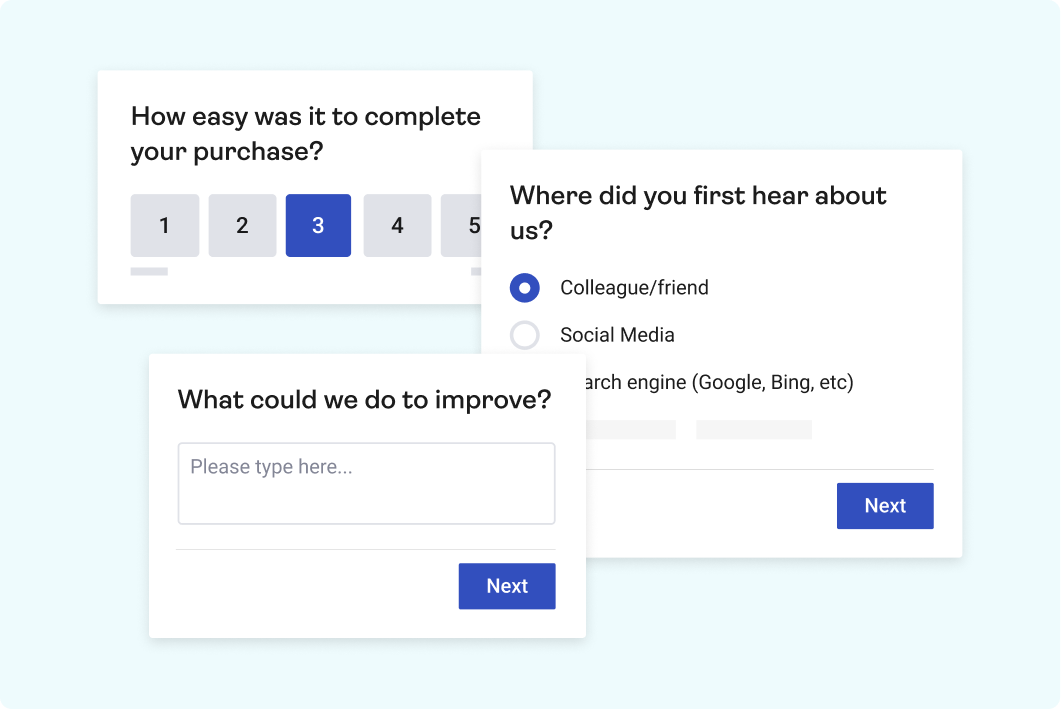 How easy was it to complete
your purchase?
1 2 3 4 5
Where did you first hear about
us?
Colleague/friend
Social Media
arch engine (Google, Bing, etc)
Next
What could we do to improve?
Please type here...
Next